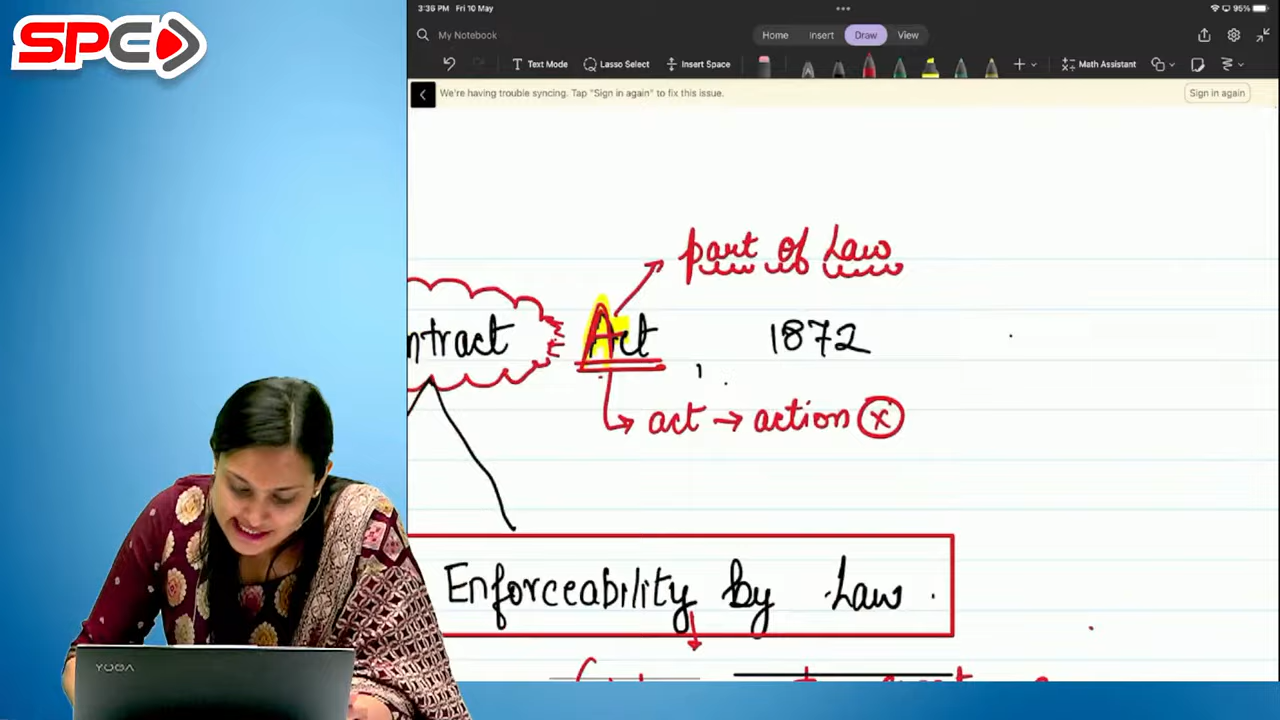 SPC
3:36 PM Fri 10 May
95%
My Notebook
Home Insert Draw View
Text Mode Lasso Select Insert Space Math Assistant
We're having trouble syncing. Tap "Sign in again" to fix this issue.
Sign in again
part of Law
ntract Act 1872
act → action x
Enforceability by Law.
YOGA